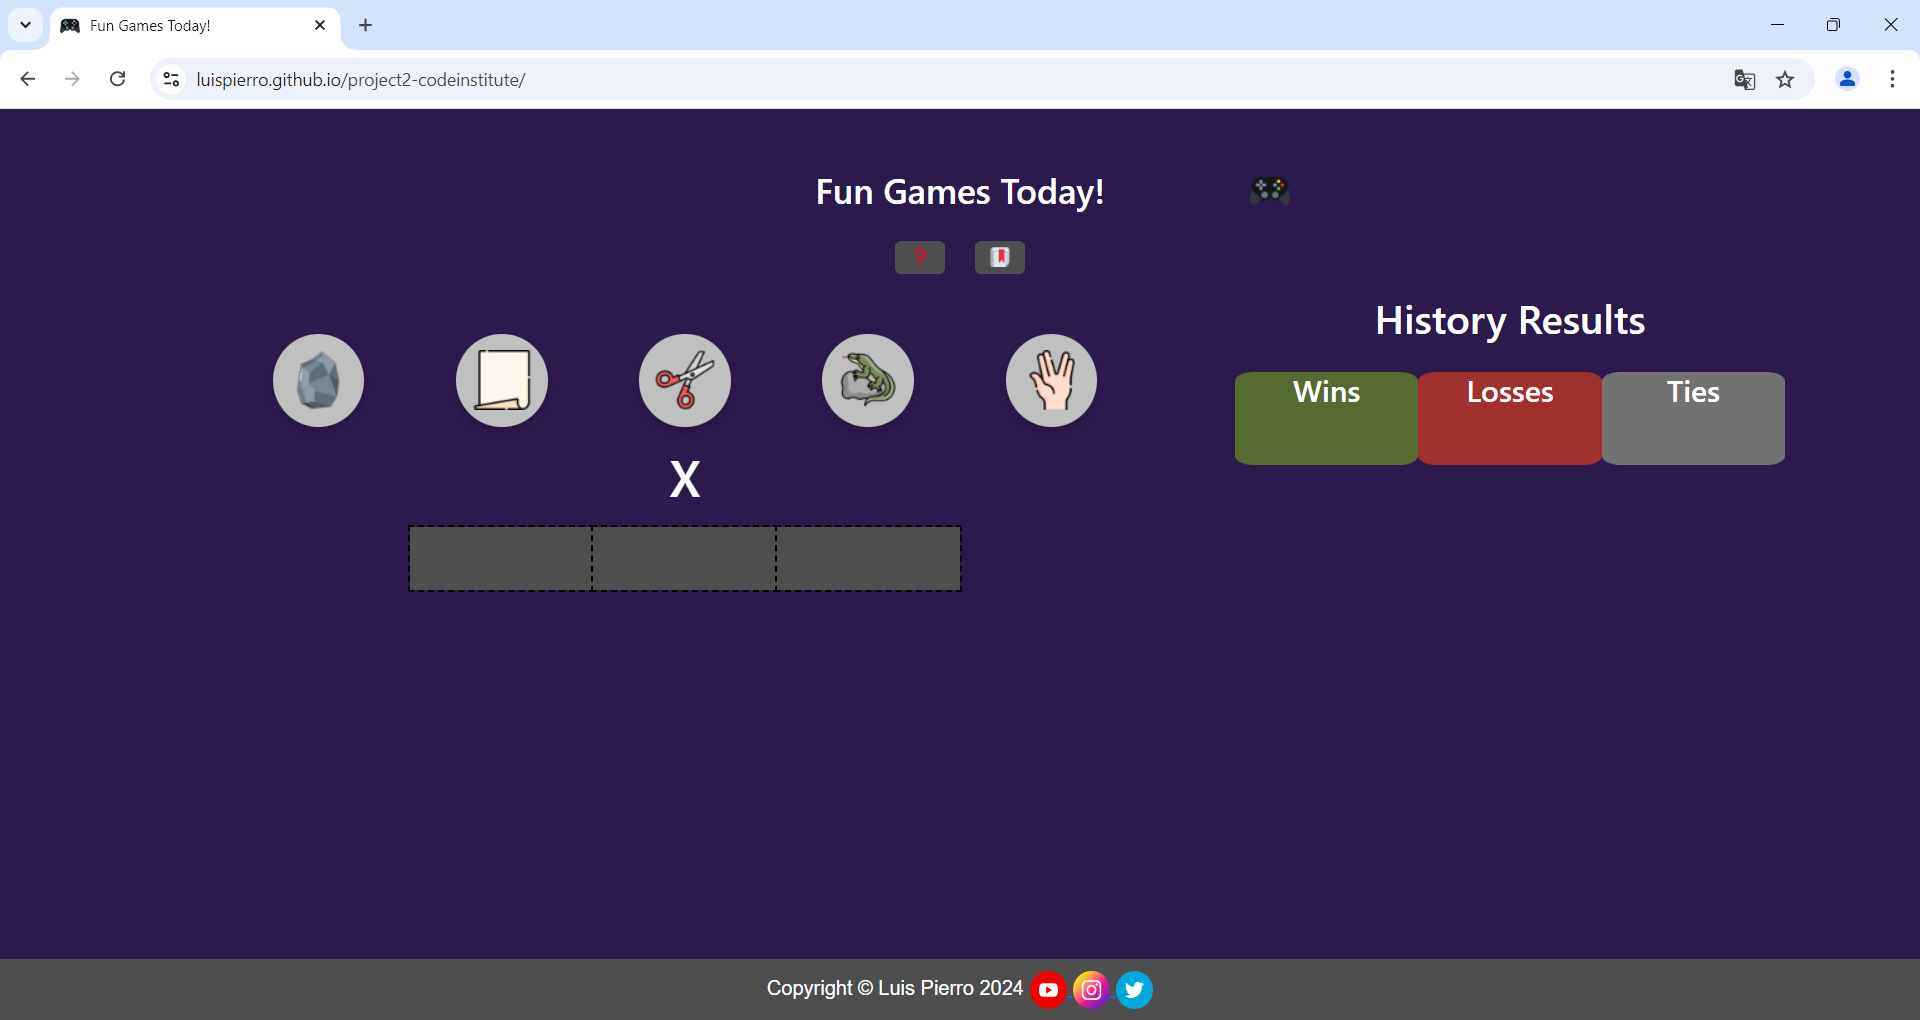 Fun Games Today!
luispierro.github.io/project2-codeinstitute/
Fun Games Today!
?
History Results
Wins Losses Ties
X
Copyright © Luis Pierro 2024